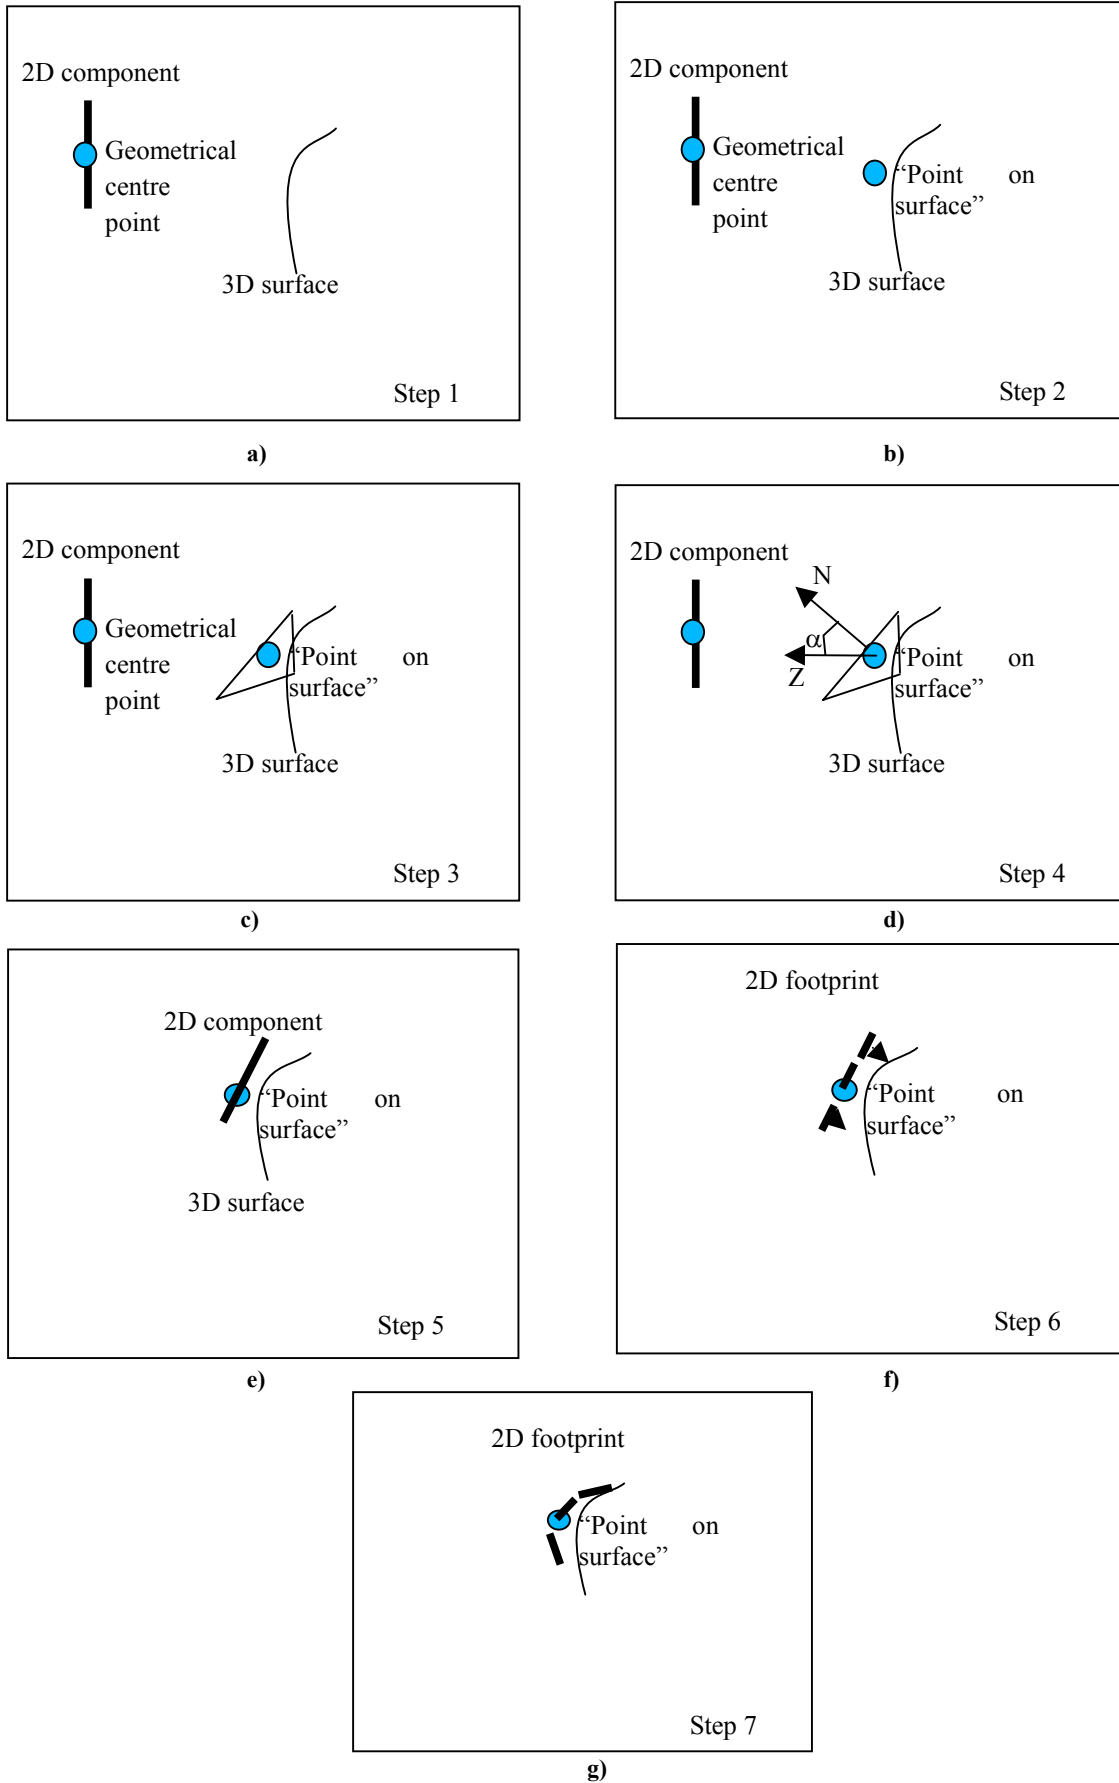 2D component
Geometrical
centre
point
3D surface
Step 1
a)
2D component
Geometrical
centre
point
“Point on
surface”
3D surface
Step 2
b)
2D component
Geometrical
centre
point
“Point on
surface”
3D surface
Step 3
c)
2D component
N
α
Z
“Point on
surface”
3D surface
Step 4
d)
2D component
“Point on
surface”
3D surface
Step 5
e)
2D footprint
“Point on
surface”
Step 6
f)
2D footprint
“Point on
surface”
Step 7
g)